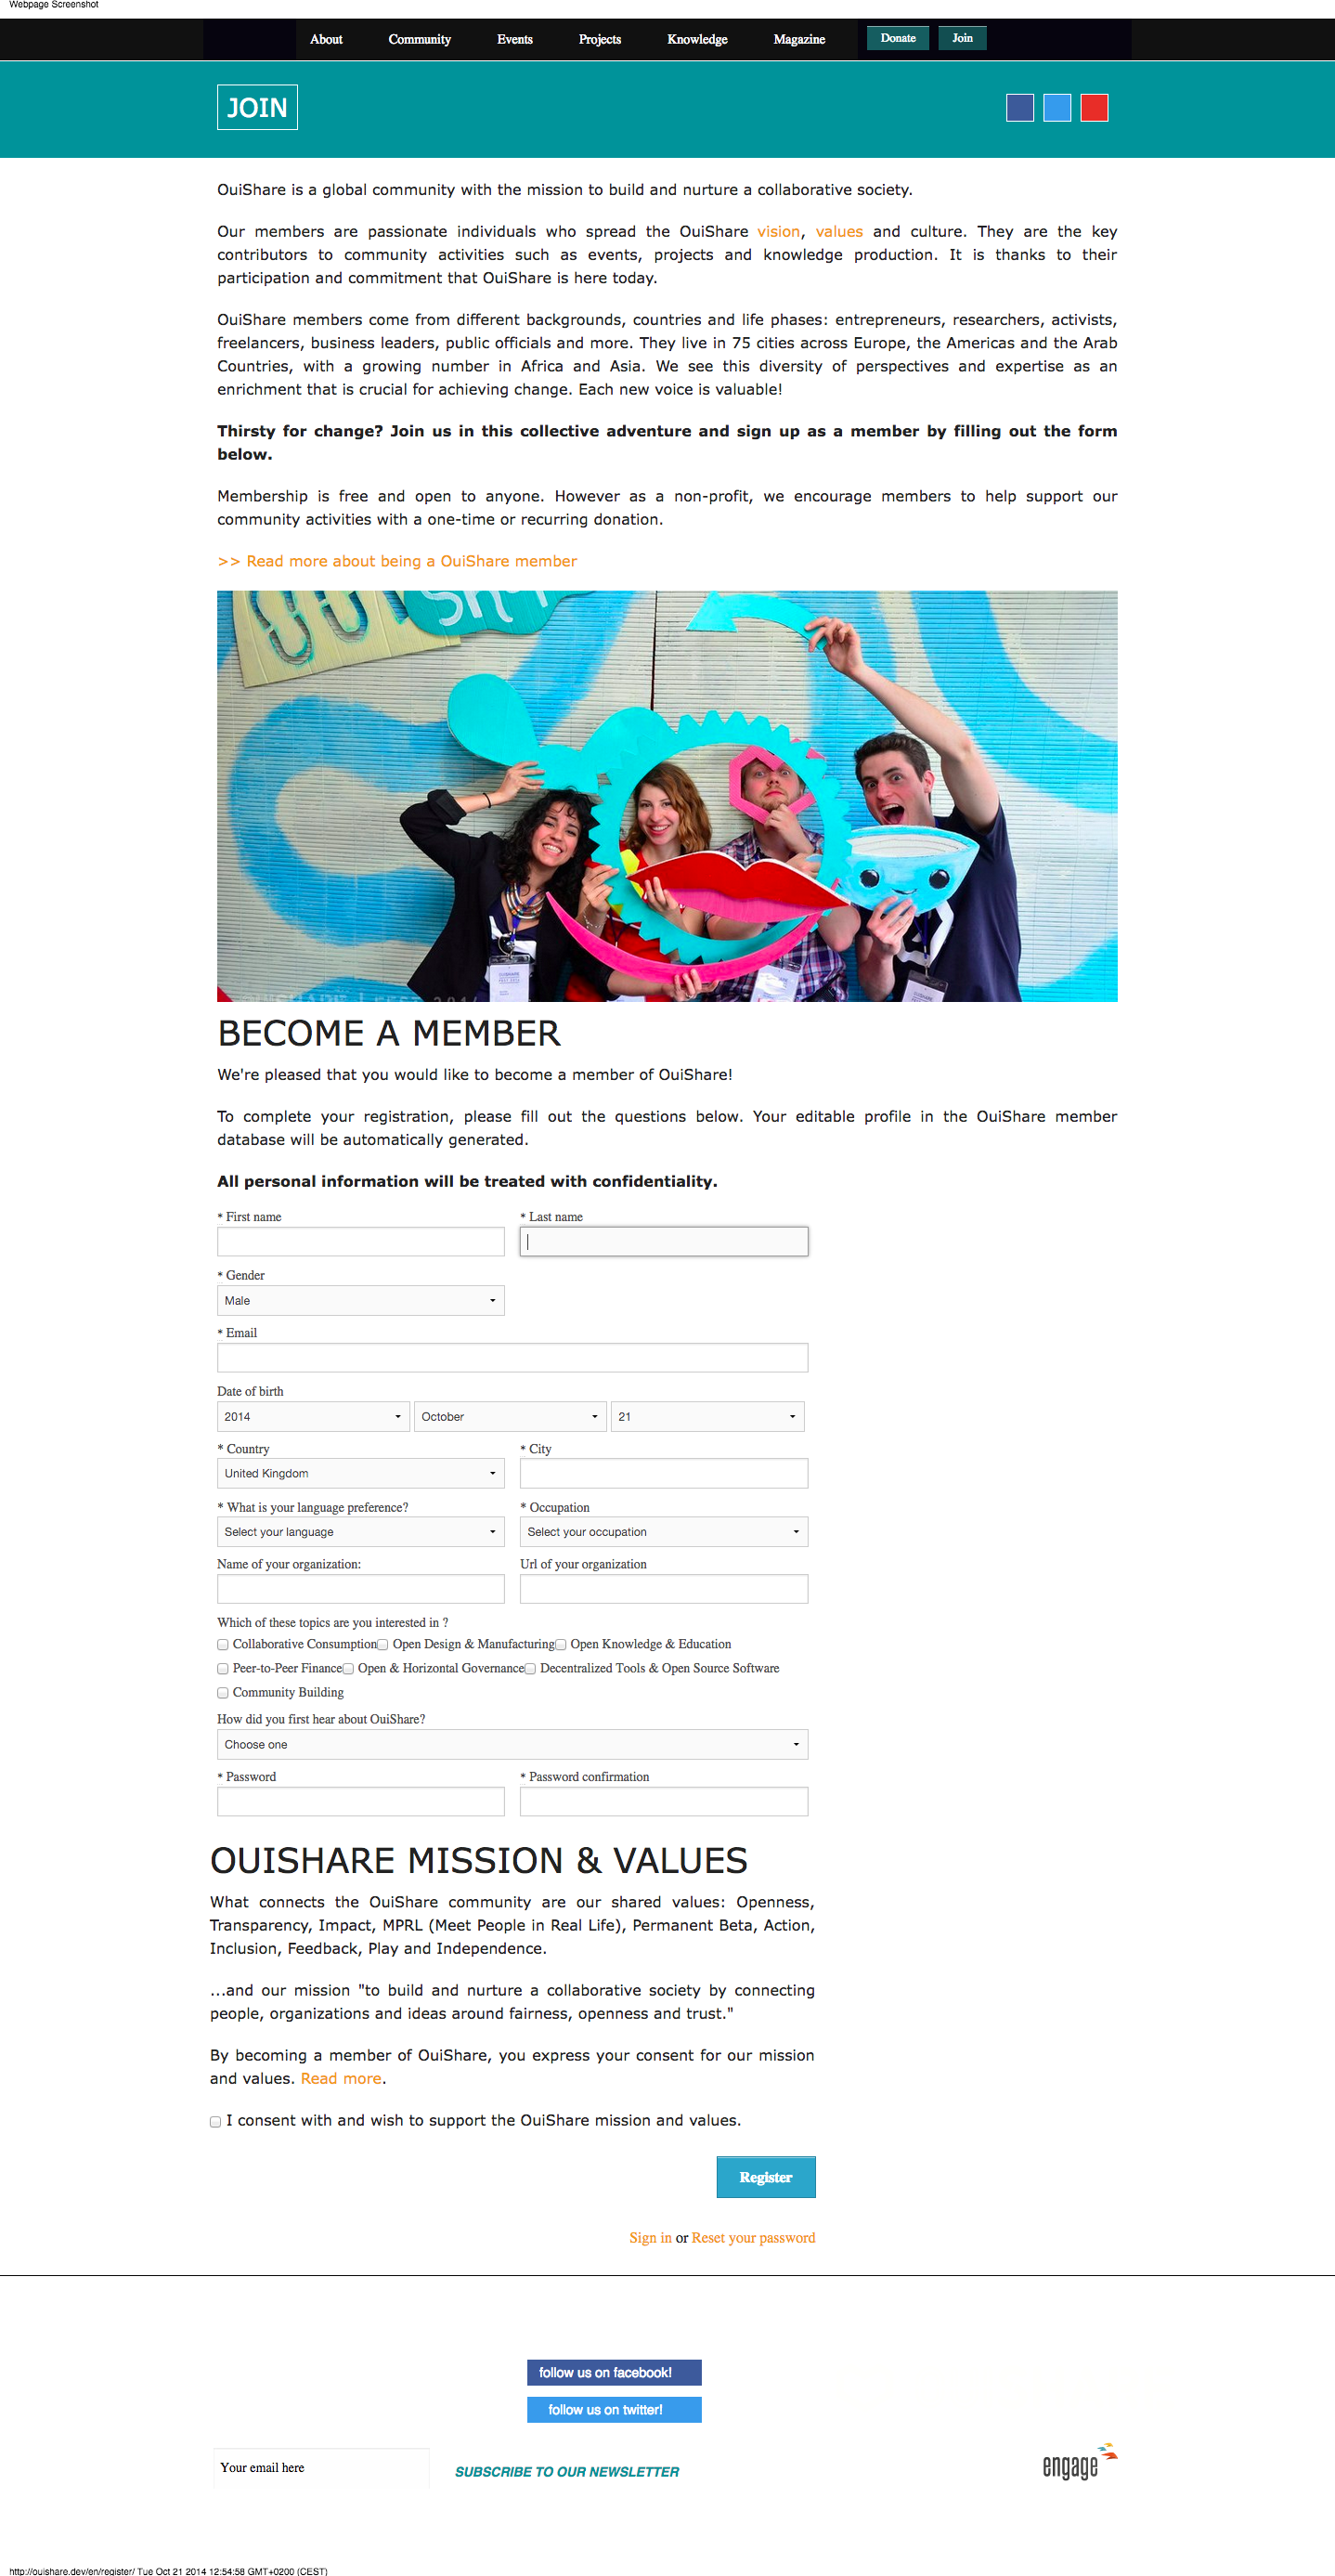 Webpage Screenshot
About Community Events Projects Knowledge Magazine Donate Join
JOIN
OuiShare is a global community with the mission to build and nurture a collaborative society.
Our members are passionate individuals who spread the OuiShare vision, values and culture. They are the key
contributors to community activities such as events, projects and knowledge production. It is thanks to their
participation and commitment that OuiShare is here today.
OuiShare members come from different backgrounds, countries and life phases: entrepreneurs, researchers, activists,
freelancers, business leaders, public officials and more. They live in 75 cities across Europe, the Americas and the Arab
Countries, with a growing number in Africa and Asia. We see this diversity of perspectives and expertise as an
enrichment that is crucial for achieving change. Each new voice is valuable!
Thirsty for change? Join us in this collective adventure and sign up as a member by filling out the form
below.
Membership is free and open to anyone. However as a non-profit, we encourage members to help support our
community activities with a one-time or recurring donation.
>> Read more about being a OuiShare member
BECOME A MEMBER
We're pleased that you would like to become a member of OuiShare!
To complete your registration, please fill out the questions below. Your editable profile in the OuiShare member
database will be automatically generated.
All personal information will be treated with confidentiality.
* First name * Last name
* Gender
Male
* Email
Date of birth
2014 October 21
* Country * City
United Kingdom
* What is your language preference? * Occupation
Select your language Select your occupation
Name of your organization: Url of your organization
Which of these topics are you interested in ?
Collaborative Consumption Open Design & Manufacturing Open Knowledge & Education
Peer-to-Peer Finance Open & Horizontal Governance Decentralized Tools & Open Source Software
Community Building
How did you first hear about OuiShare?
Choose one
* Password * Password confirmation
OUISHARE MISSION & VALUES
What connects the OuiShare community are our shared values: Openness,
Transparency, Impact, MPRL (Meet People in Real Life), Permanent Beta, Action,
Inclusion, Feedback, Play and Independence.
...and our mission "to build and nurture a collaborative society by connecting
people, organizations and ideas around fairness, openness and trust."
By becoming a member of OuiShare, you express your consent for our mission
and values. Read more.
I consent with and wish to support the OuiShare mission and values.
Register
Sign in or Reset your password
follow us on facebook!
follow us on twitter!
Your email here SUBSCRIBE TO OUR NEWSLETTER engage
http://ouishare.dev/en/register/ Tue Oct 21 2014 12:54:58 GMT+0200 (CEST)